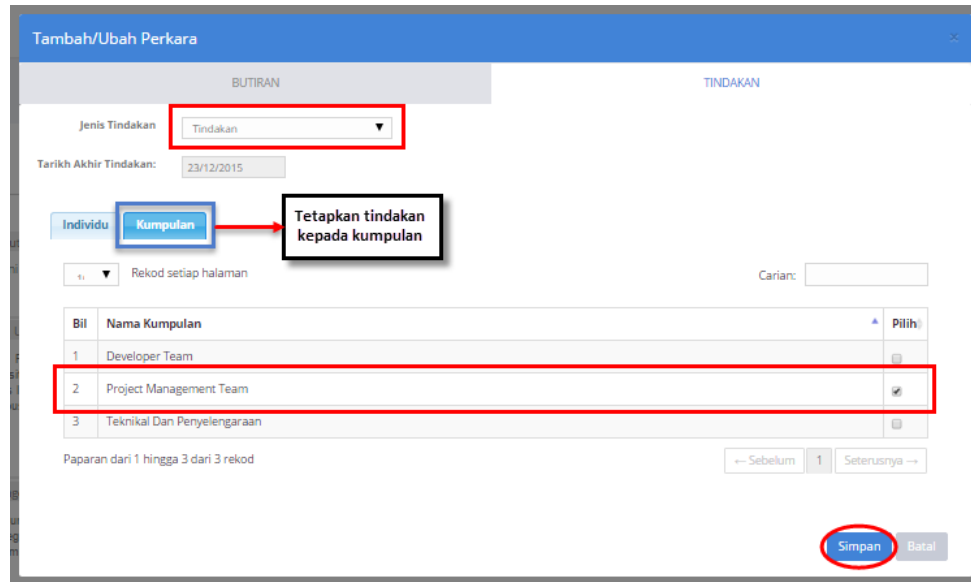 Tambah/Ubah Perkara ×
BUTIRAN TINDAKAN
Jenis Tindakan Tindakan
Tarikh Akhir Tindakan: 23/12/2015
Individu Kumpulan
Tetapkan tindakan
kepada kumpulan
Rekod setiap halaman Carian:
Bil Nama Kumpulan Pilih
1 Developer Team
2 Project Management Team
3 Teknikal Dan Penyelengaraan
Paparan dari 1 hingga 3 dari 3 rekod ← Sebelum 1 Seterusnya →
Simpan Batal